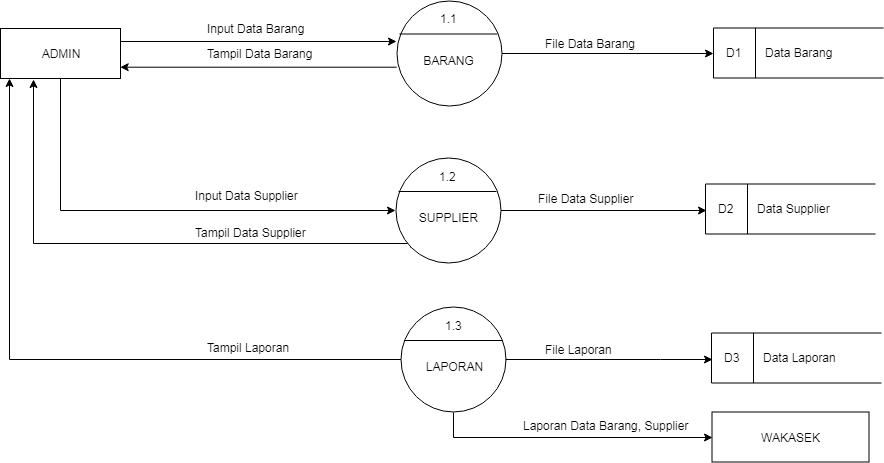 1.1
Input Data Barang
File Data Barang
ADMIN
Tampil Data Barang
BARANG
D1
Data Barang
1.2
Input Data Supplier
File Data Supplier
SUPPLIER
D2
Data Supplier
Tampil Data Supplier
1.3
Tampil Laporan
File Laporan
LAPORAN
D3
Data Laporan
Laporan Data Barang, Supplier
WAKASEK